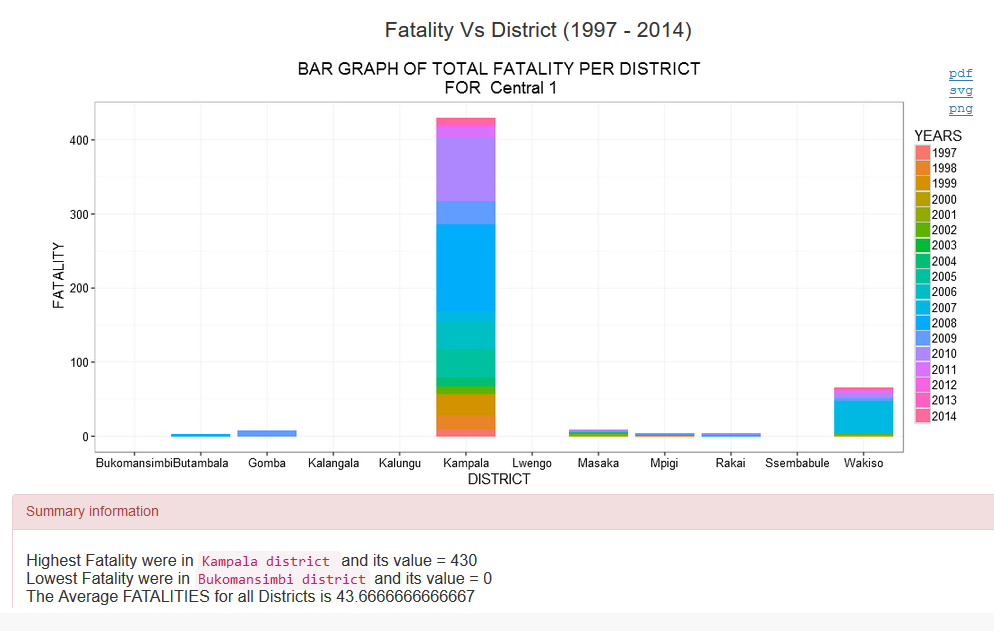 Fatality Vs District (1997 - 2014)
BAR GRAPH OF TOTAL FATALITY PER DISTRICT
FOR  Central 1
pdf
svg
png
YEARS
1997
1998
1999
2000
2001
2002
2003
2004
2005
2006
2007
2008
2009
2010
2011
2012
2013
2014
FATALITY
400
300
200
100
0
Bukomansimbi Butambala Gomba Kalangala Kalungu Kampala Lwengo Masaka Mpigi Rakai Ssembabule Wakiso
DISTRICT
Summary information
Highest Fatality were in Kampala district and its value = 430
Lowest Fatality were in Bukomansimbi district and its value = 0
The Average FATALITIES for all Districts is 43.6666666666667